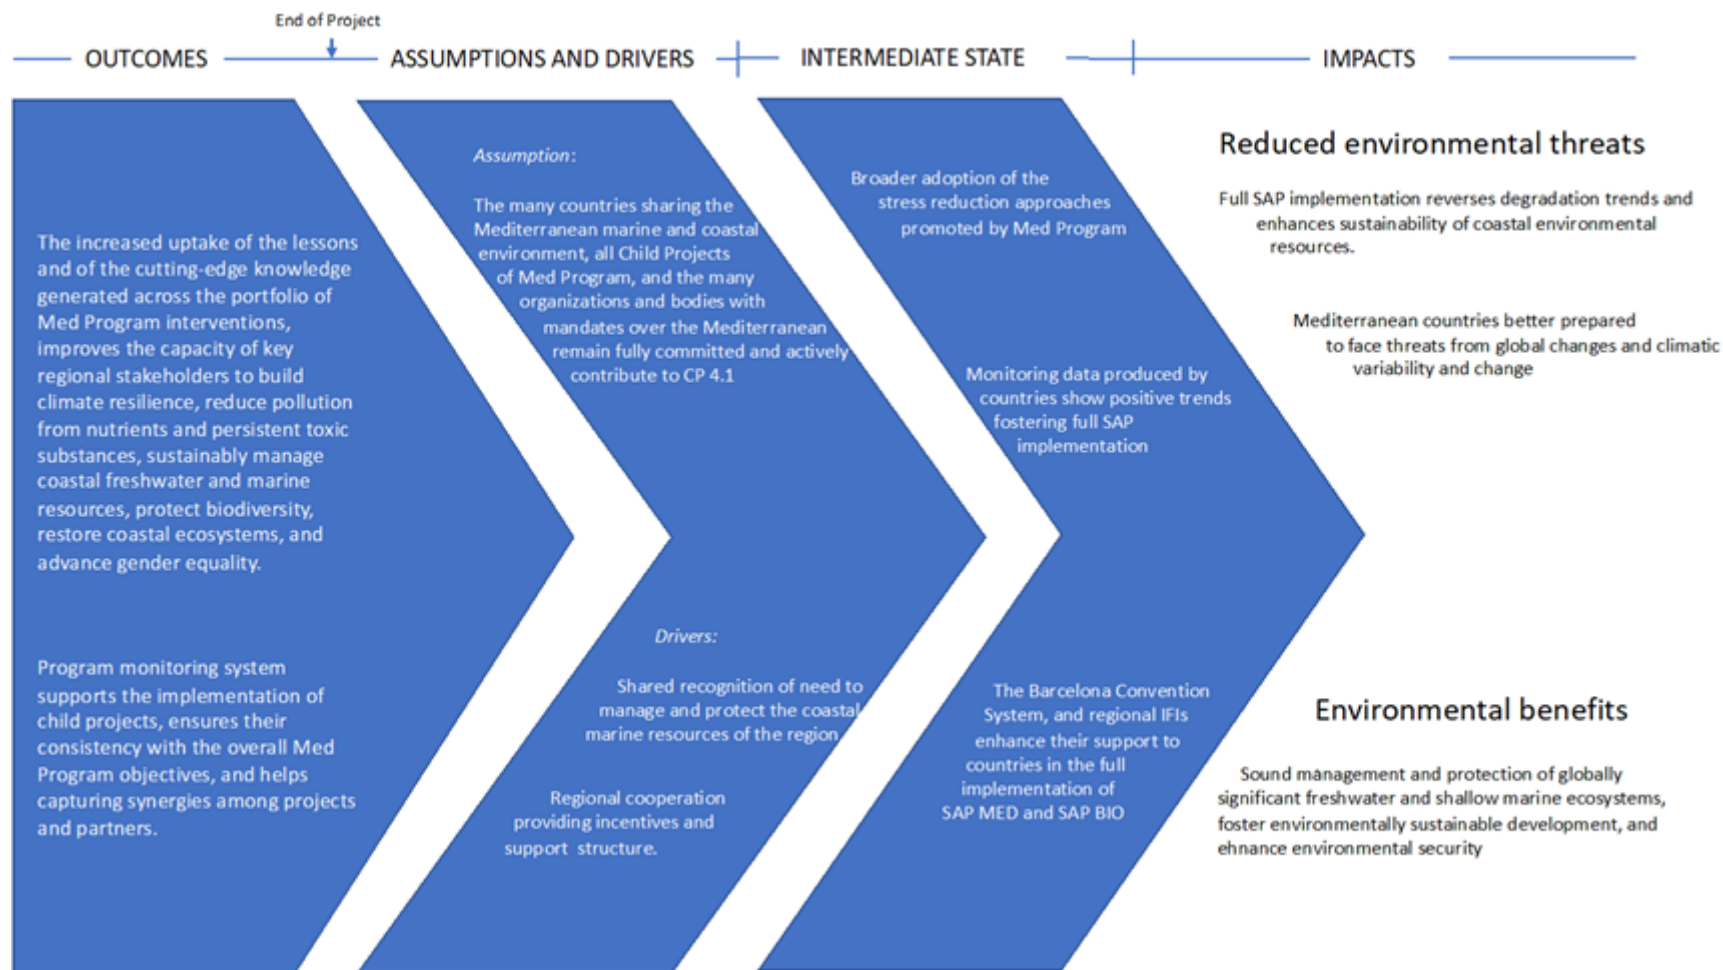 End of Project
OUTCOMES
ASSUMPTIONS AND DRIVERS
INTERMEDIATE STATE
IMPACTS
The increased uptake of the lessons
and of the cutting-edge knowledge
generated across the portfolio of
Med Program interventions,
improves the capacity of key
regional stakeholders to build
climate resilience, reduce pollution
from nutrients and persistent toxic
substances, sustainably manage
coastal freshwater and marine
resources, protect biodiversity,
restore coastal ecosystems, and
advance gender equality.
Program monitoring system
supports the implementation of
child projects, ensures their
consistency with the overall Med
Program objectives, and helps
capturing synergies among projects
and partners.
Assumption:
The many countries sharing the
Mediterranean marine and coastal
environment, all Child Projects
of Med Program, and the many
organizations and bodies with
mandates over the Mediterranean
remain fully committed and actively
contribute to CP 4.1
Drivers:
Shared recognition of need to
manage and protect the coastal
marine resources of the region
Regional cooperation
providing incentives and
support structure.
Broader adoption of the
stress reduction approaches
promoted by Med Program
Monitoring data produced by
countries show positive trends
fostering full SAP
implementation
The Barcelona Convention
System, and regional IFIs
enhance their support to
countries in the full
implementation of
SAP MED and SAP BIO
Reduced environmental threats
Full SAP implementation reverses degradation trends and
enhances sustainability of coastal environmental
resources.
Mediterranean countries better prepared
to face threats from global changes and climatic
variability and change
Environmental benefits
Sound management and protection of globally
significant freshwater and shallow marine ecosystems,
foster environmentally sustainable development, and
ehnance environmental security